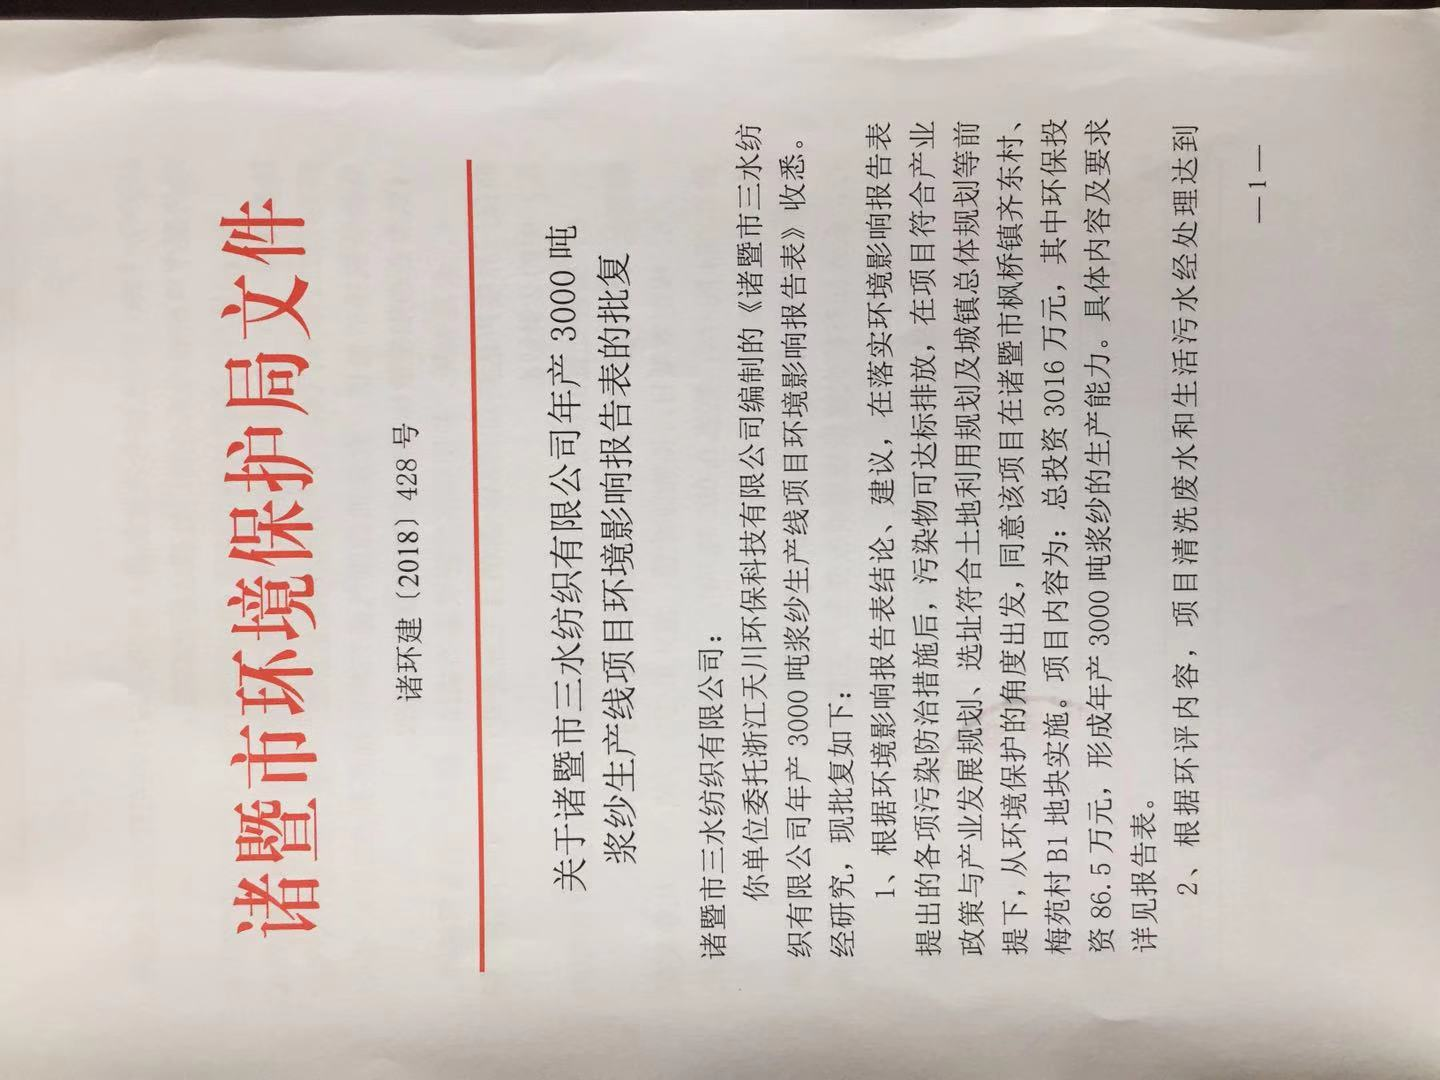 诸暨市环境保护局文件
诸环建〔2018〕428号
关于诸暨市三水纺织有限公司年产3000吨
浆纱生产线项目环境影响报告表的批复
诸暨市三水纺织有限公司：
你单位委托浙江天川环保科技有限公司编制的《诸暨市三水纺
织有限公司年产3000吨浆纱生产线项目环境影响报告表》收悉。
经研究，现批复如下：
1、根据环境影响报告表结论、建议，在落实环境影响报告表
提出的各项污染防治措施后，污染物可达标排放，在项目符合产业
政策与产业发展规划、选址符合土地利用规划及城镇总体规划等前
提下，从环境保护的角度出发，同意该项目在诸暨市枫桥镇齐东村、
梅苑村B1地块实施。项目内容为：总投资3016万元，其中环保投
资86.5万元，形成年产3000吨浆纱的生产能力。具体内容及要求
详见报告表。
2、根据环评内容，项目清洗废水和生活污水经处理达到
—1—